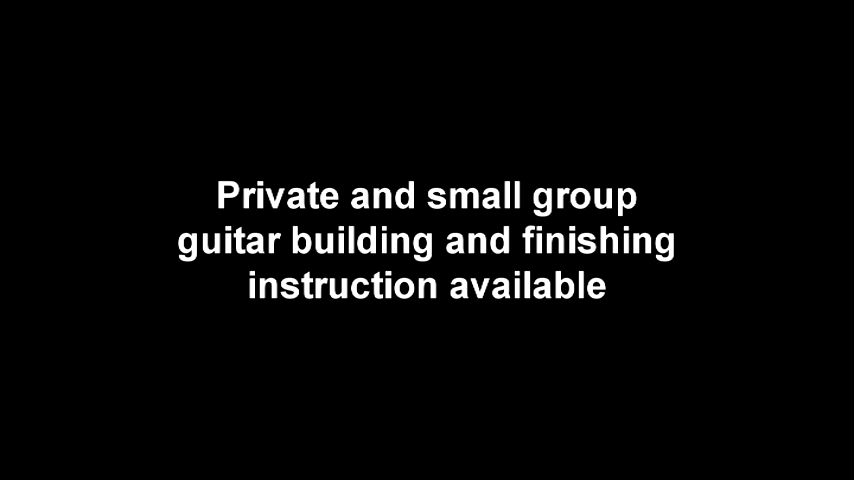 Private and small group
guitar building and finishing
instruction available